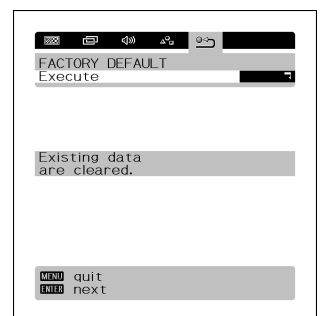 FACTORY DEFAULT
Execute
Existing data
are cleared.
MENU quit
ENTER next